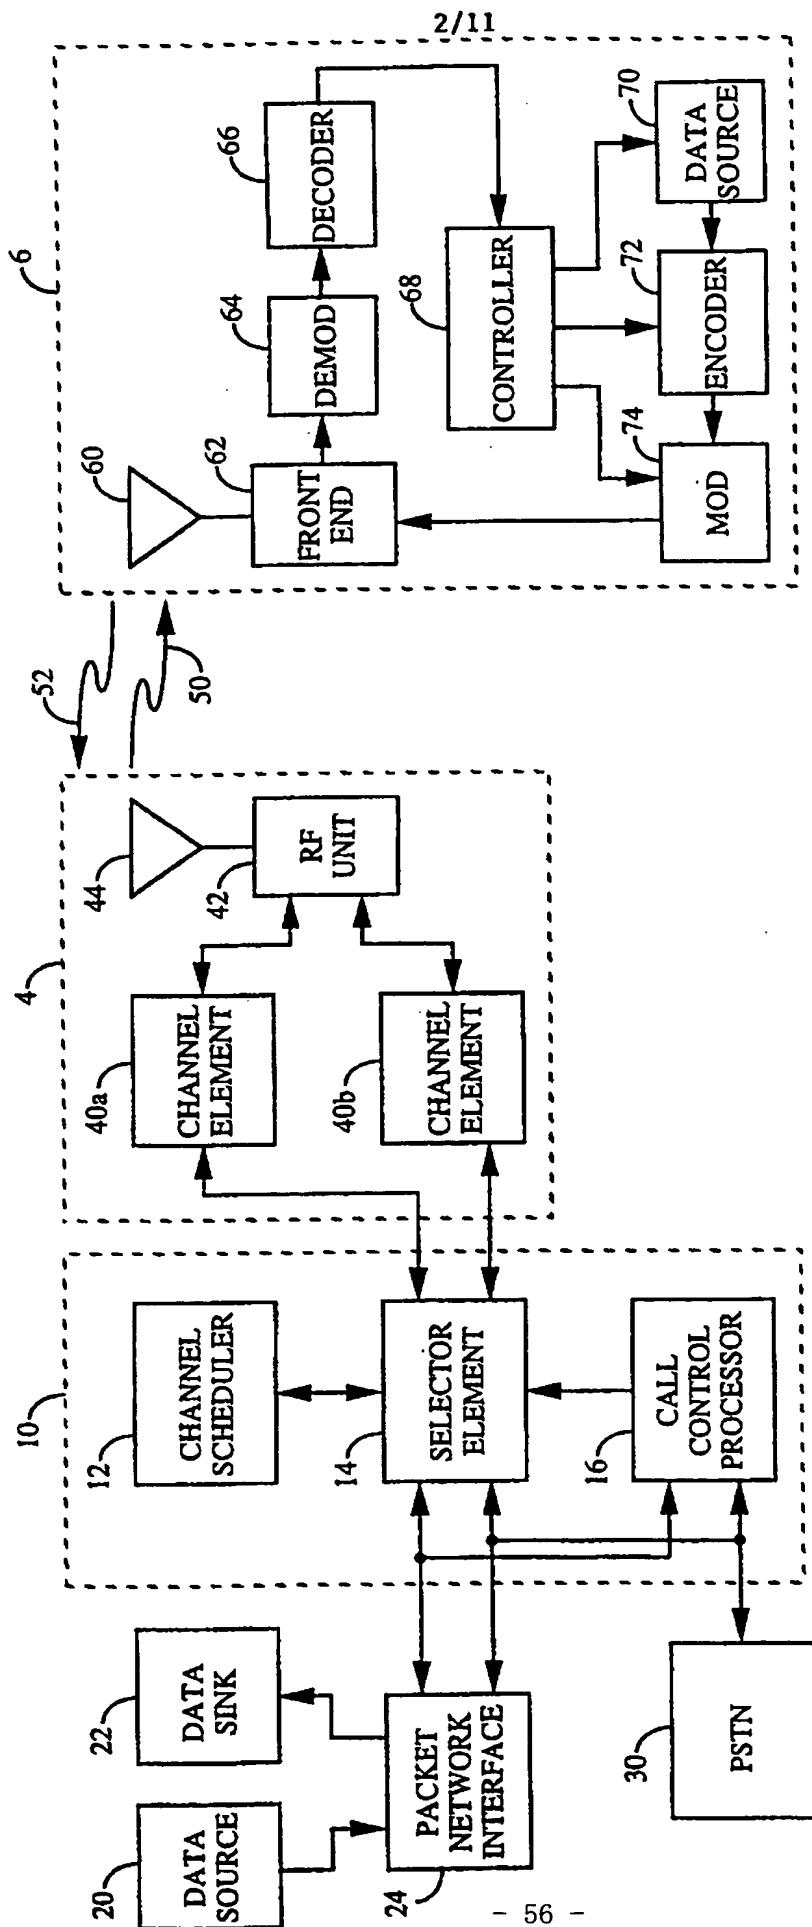 2/11
6
60
62
FRONT
END
64
DEMOD
66
DECODER
68
CONTROLLER
74
MOD
72
ENCODER
70
DATA
SOURCE
52
50
4
44
42
RF
UNIT
40a
CHANNEL
ELEMENT
40b
CHANNEL
ELEMENT
10
12
CHANNEL
SCHEDULER
14
SELECTOR
ELEMENT
16
CALL
CONTROL
PROCESSOR
20
DATA
SOURCE
22
DATA
SINK
24
PACKET
NETWORK
INTERFACE
30
PSTN
- 56 -